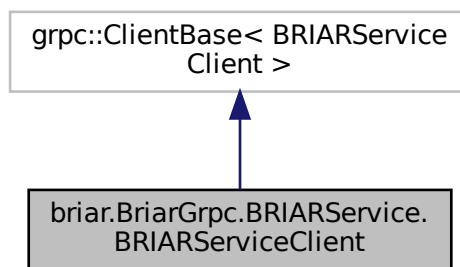 grpc::ClientBase< BRIARService
Client >
briar.BriarGrpc.BRIARService.
BRIARServiceClient